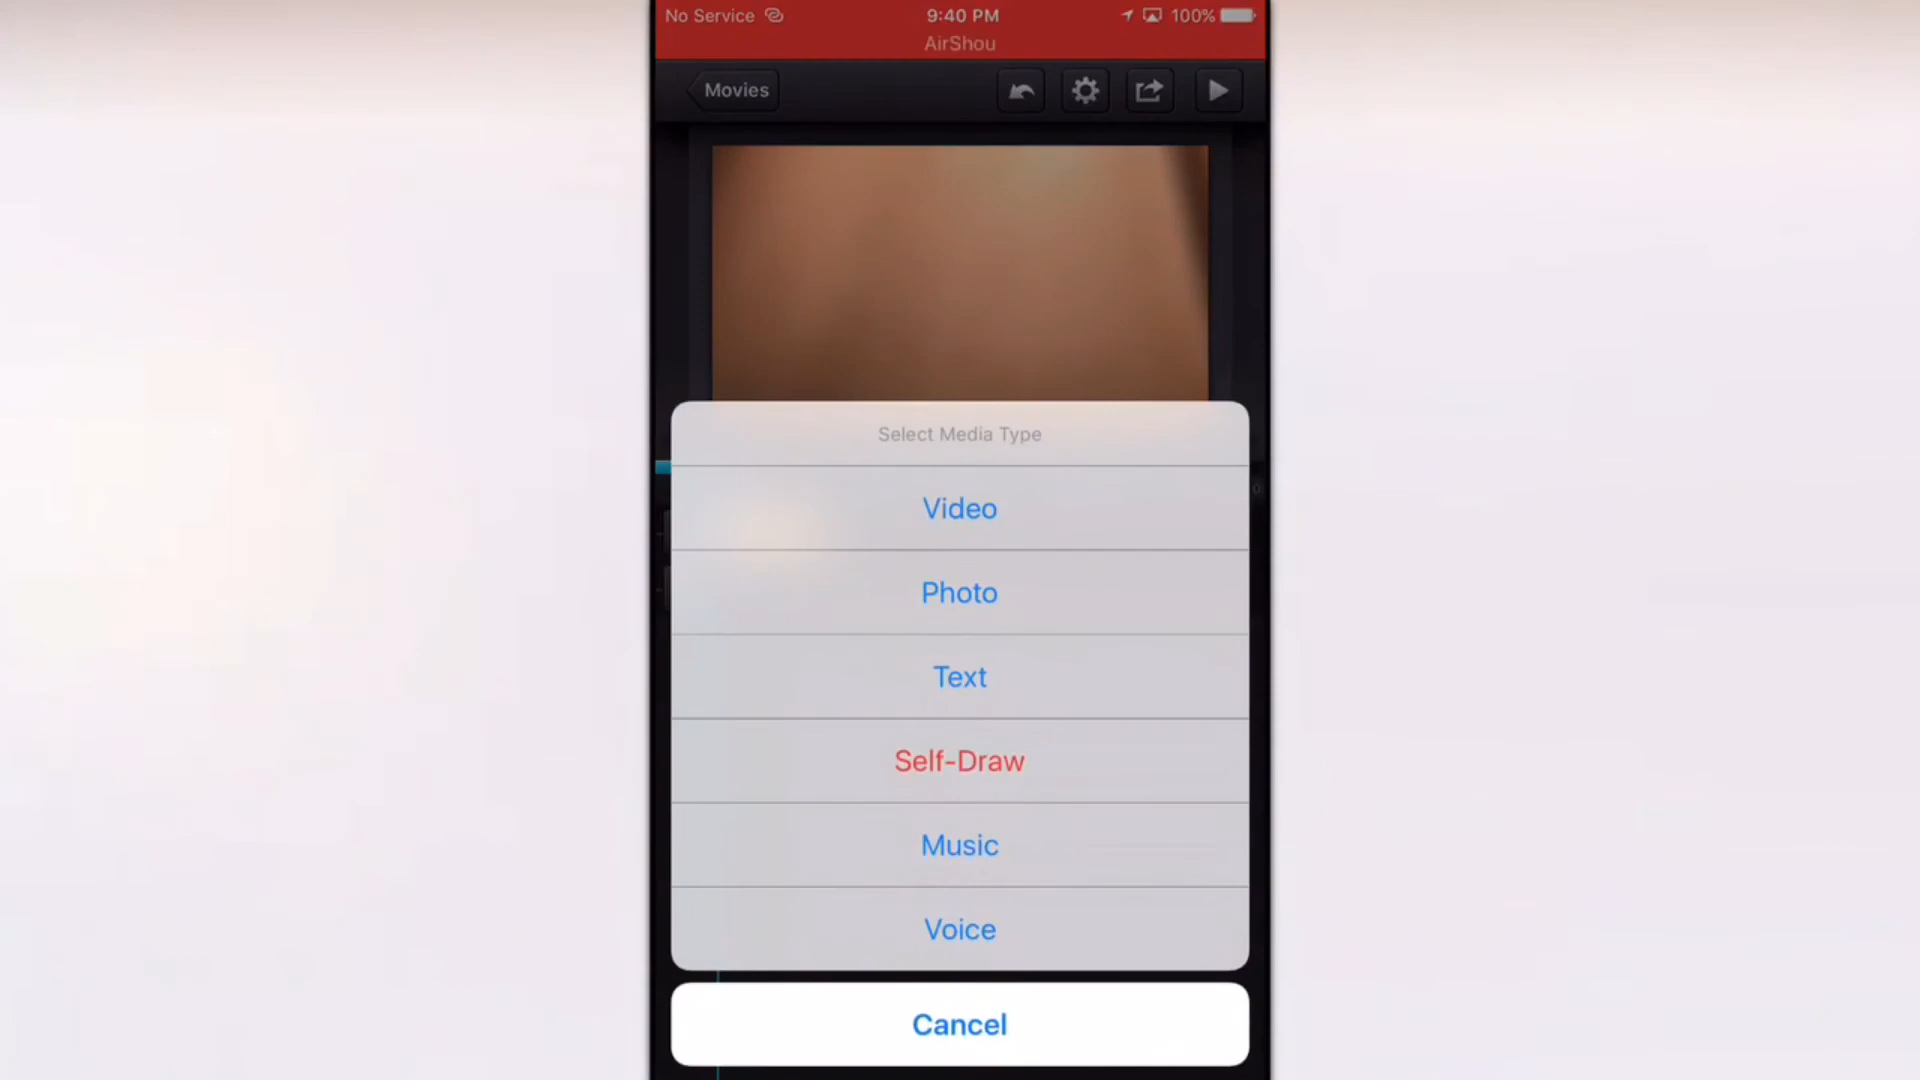 No Service 9:40 PM 100%
AirShou
Movies
Select Media Type
Video
Photo
Text
Self-Draw
Music
Voice
Cancel